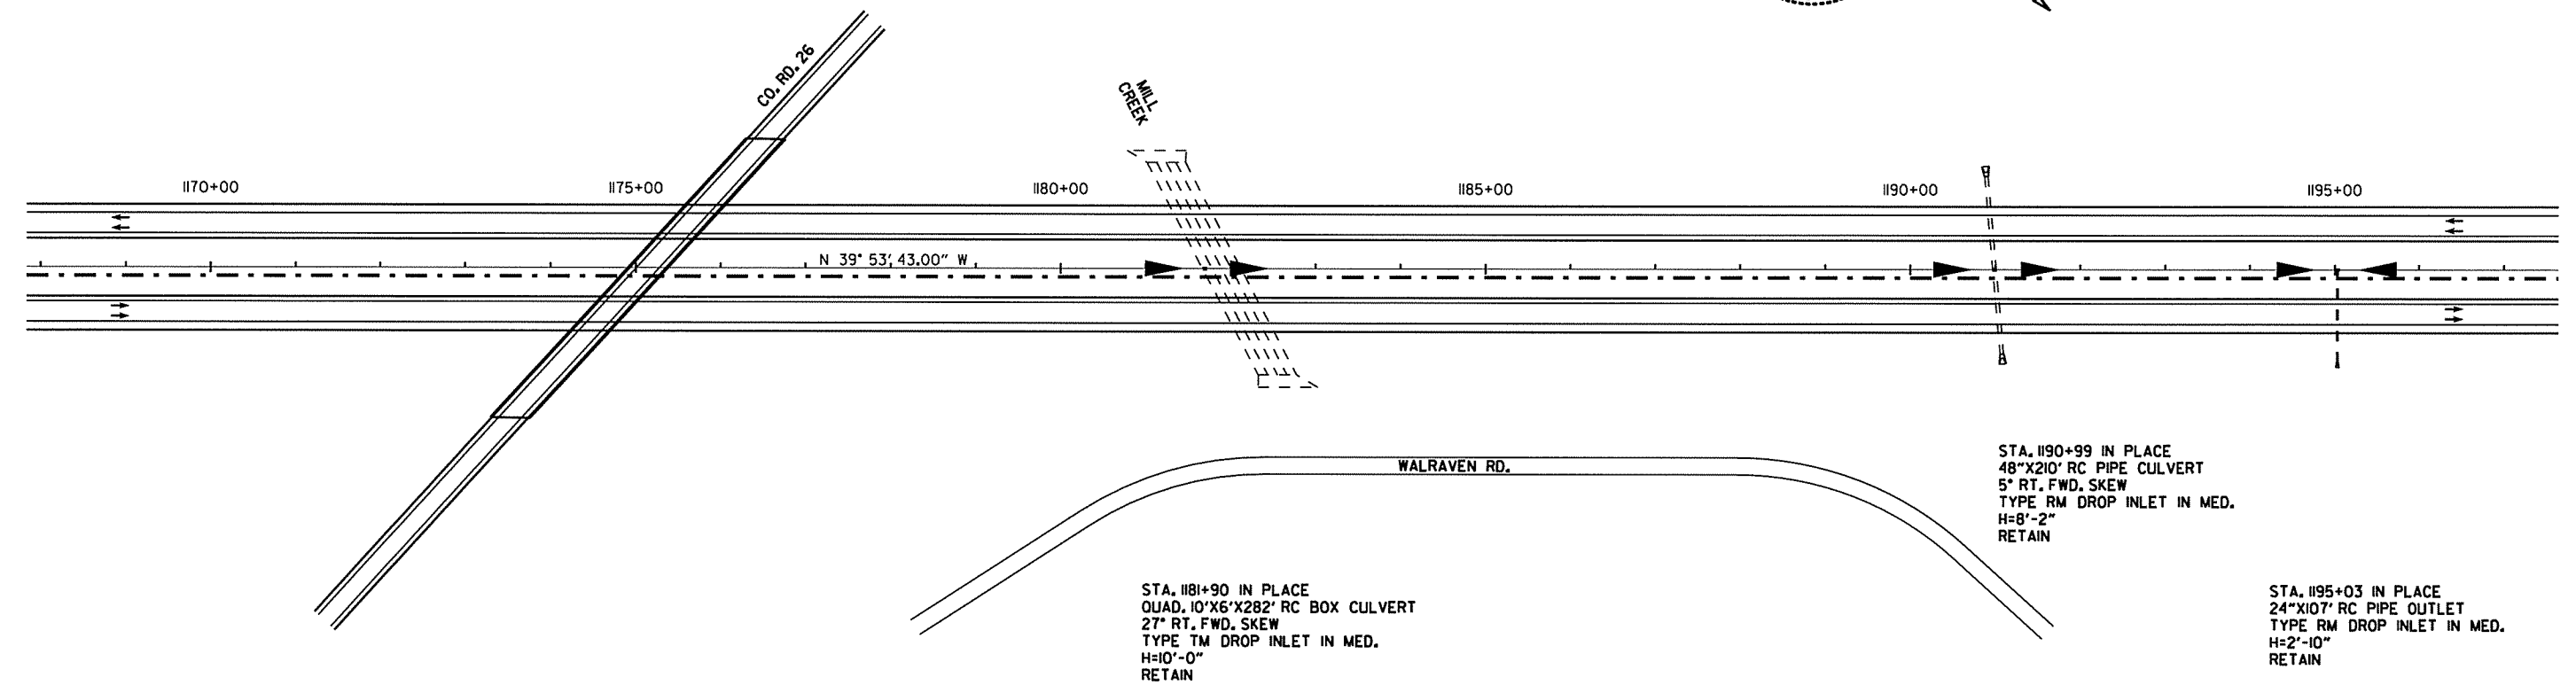 CO. RD. 26
MILL
CREEK
1170+00
1175+00
1180+00
1185+00
1190+00
1195+00
N 39° 53' 43.00" W
WALRAVEN RD.
STA. 1190+99 IN PLACE
48"X210' RC PIPE CULVERT
5° RT. FWD. SKEW
TYPE RM DROP INLET IN MED.
H=8'-2"
RETAIN
STA. 1181+90 IN PLACE
QUAD. 10'X6'X282' RC BOX CULVERT
27° RT. FWD. SKEW
TYPE TM DROP INLET IN MED.
H=10'-0"
RETAIN
STA. 1195+03 IN PLACE
24"X107' RC PIPE OUTLET
TYPE RM DROP INLET IN MED.
H=2'-10"
RETAIN